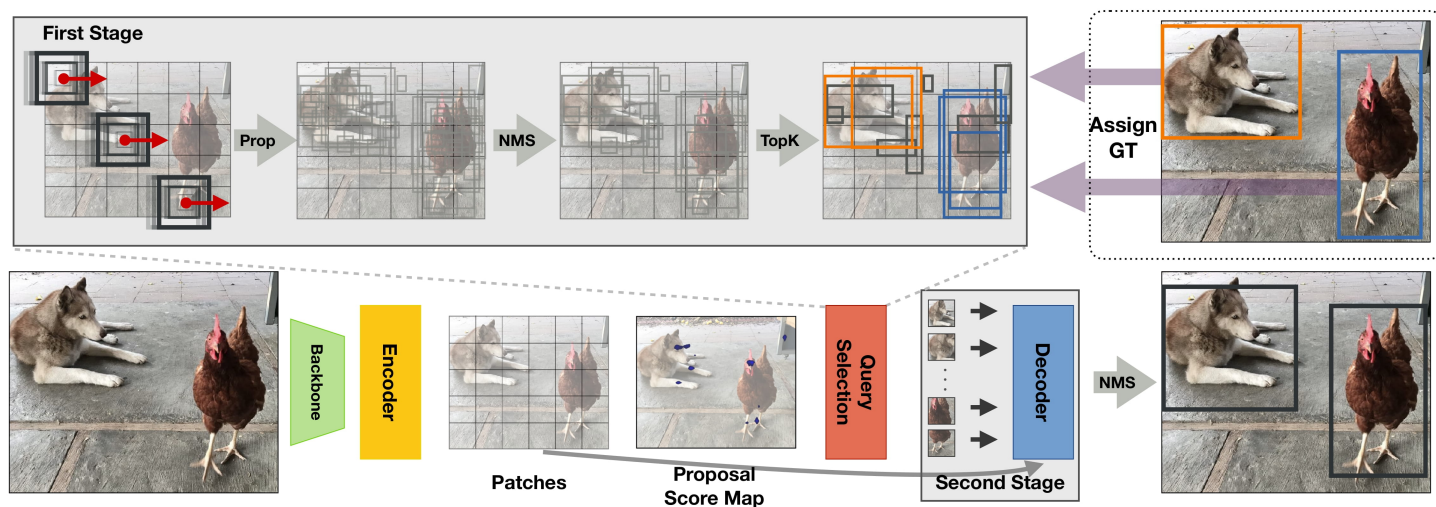 First Stage
Prop
NMS
TopK
Assign
GT
Backbone
Encoder
Patches
Proposal
Score Map
Query
Selection
Decoder
Second Stage
NMS